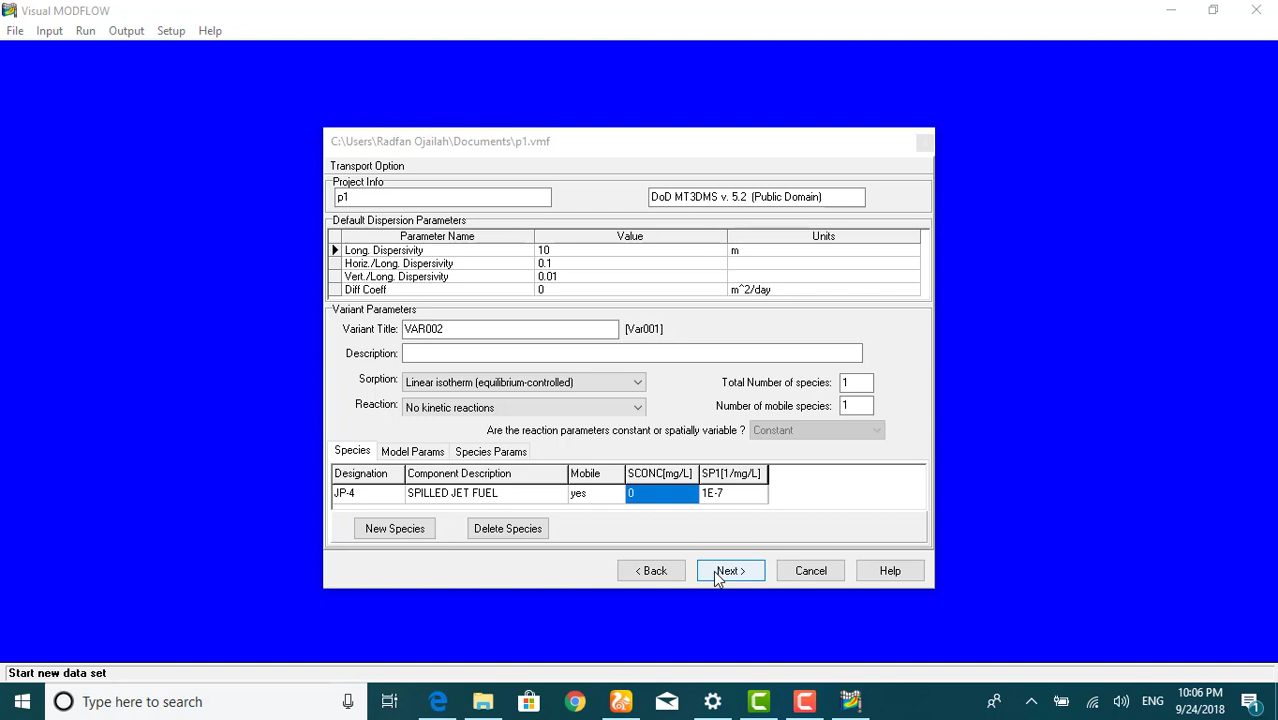 Visual MODFLOW
File Input Run Output Setup Help
C:\Users\Radfan Ojailah\Documents\p1.vmf
Transport Option
Project Info
p1 DoD MT3DMS v. 5.2 (Public Domain)
Default Dispersion Parameters
Parameter Name Value Units
Long. Dispersivity 10 m
Horiz./Long. Dispersivity 0.1
Vert./Long. Dispersivity 0.01
Diff Coeff 0 m^2/day
Variant Parameters
Variant Title: VAR002 [Var001]
Description:
Sorption: Linear isotherm (equilibrium-controlled) Total Number of species: 1
Reaction: No kinetic reactions Number of mobile species: 1
Are the reaction parameters constant or spatially variable ? Constant
Species Model Params Species Params
Designation Component Description Mobile SCONC[mg/L] SP1[1/mg/L]
JP-4 SPILLED JET FUEL yes 0 1E-7
New Species Delete Species
< Back Next > Cancel Help
Start new data set
Type here to search ENG 10:06 PM
9/24/2018 1